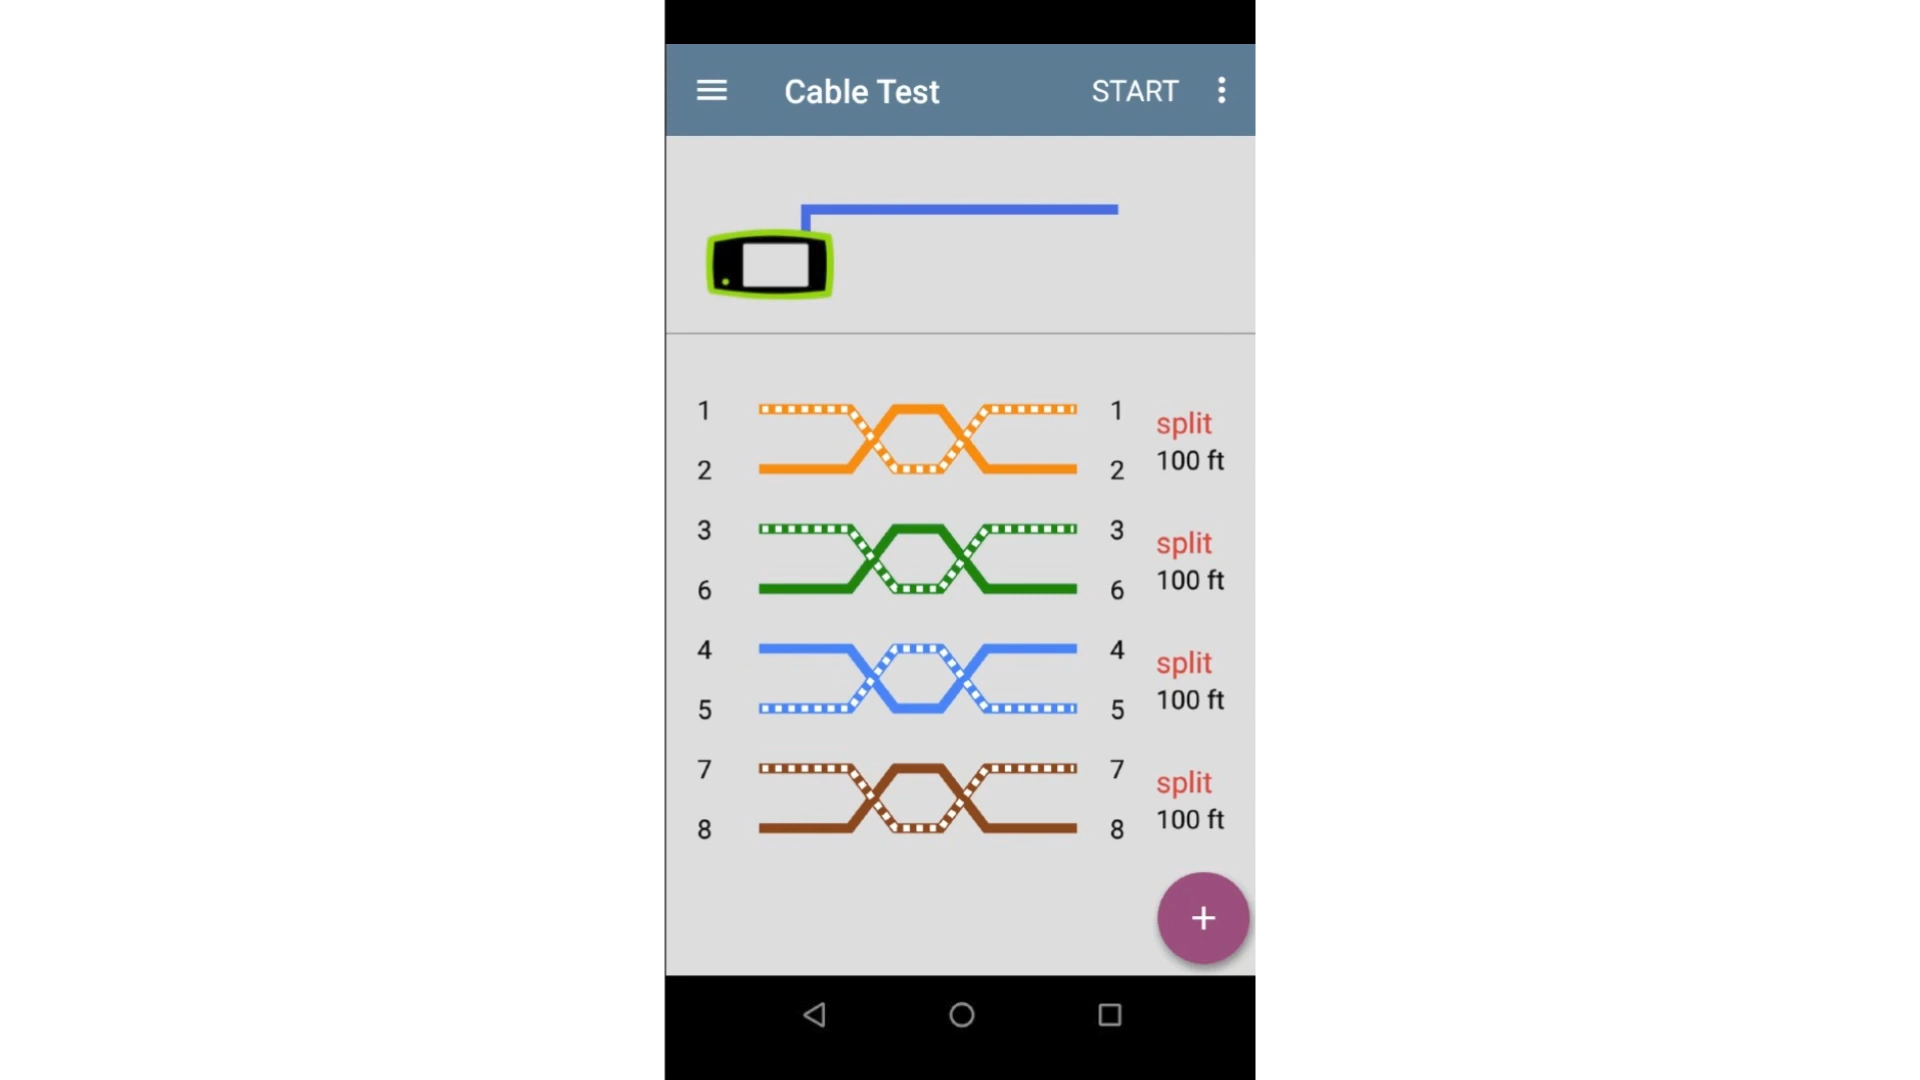 Cable Test START
1 1 split
100 ft
2 2
3 3 split
100 ft
6 6
4 4 split
100 ft
5 5
7 7 split
100 ft
8 8
+